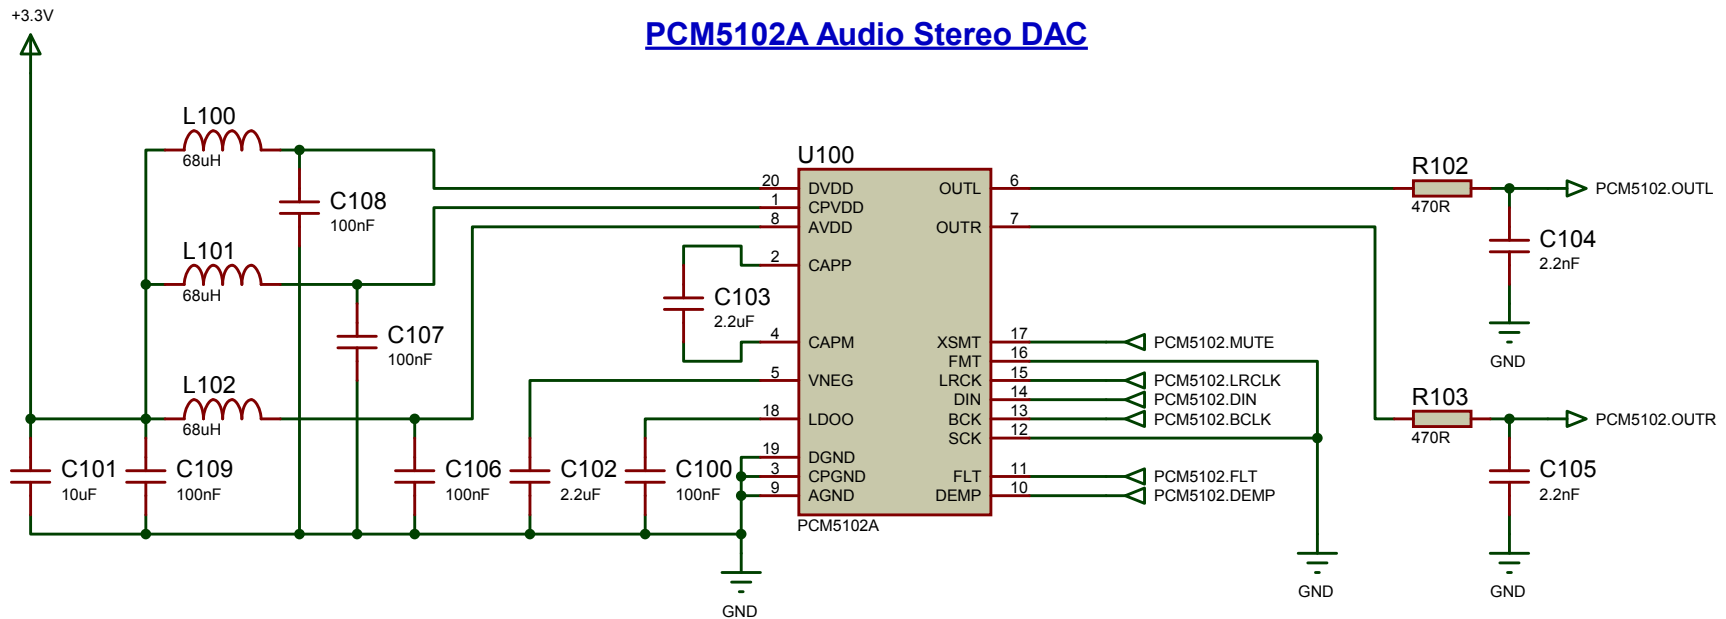 +3.3V
PCM5102A Audio Stereo DAC
L100
68uH
C108
100nF
L101
68uH
C107
100nF
L102
68uH
C101
10uF
C109
100nF
C106
100nF
C102
2.2uF
C100
100nF
C103
2.2uF
U100
20 DVDD
1 CPVDD
8 AVDD
2 CAPP
4 CAPM
5 VNEG
18 LDOO
19 DGND
3 CPGND
9 AGND
OUTL 6
OUTR 7
XSMT 17 PCM5102.MUTE
FMT 16
LRCK 15 PCM5102.LRCLK
DIN 14 PCM5102.DIN
BCK 13 PCM5102.BCLK
SCK 12
FLT 11 PCM5102.FLT
DEMP 10 PCM5102.DEMP
PCM5102A
GND
GND
R102
470R
PCM5102.OUTL
C104
2.2nF
GND
R103
470R
PCM5102.OUTR
C105
2.2nF
GND